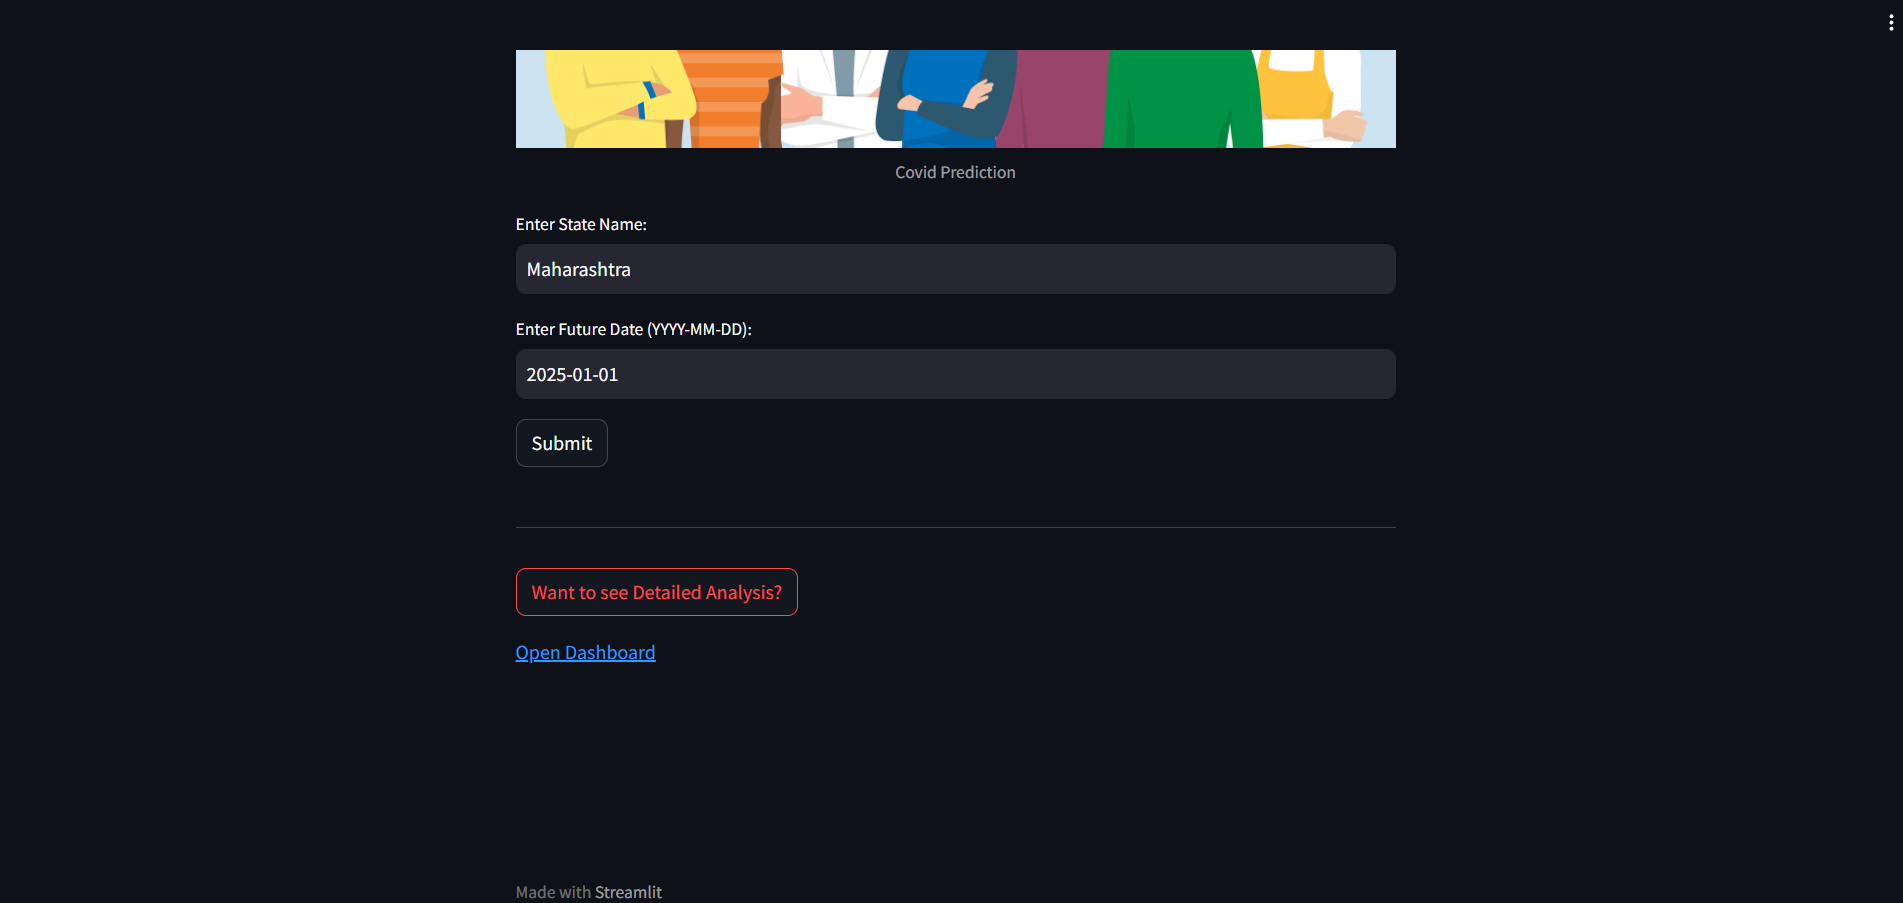 Covid Prediction
Enter State Name:
Maharashtra
Enter Future Date (YYYY-MM-DD):
2025-01-01
Submit
Want to see Detailed Analysis?
Open Dashboard
Made with Streamlit